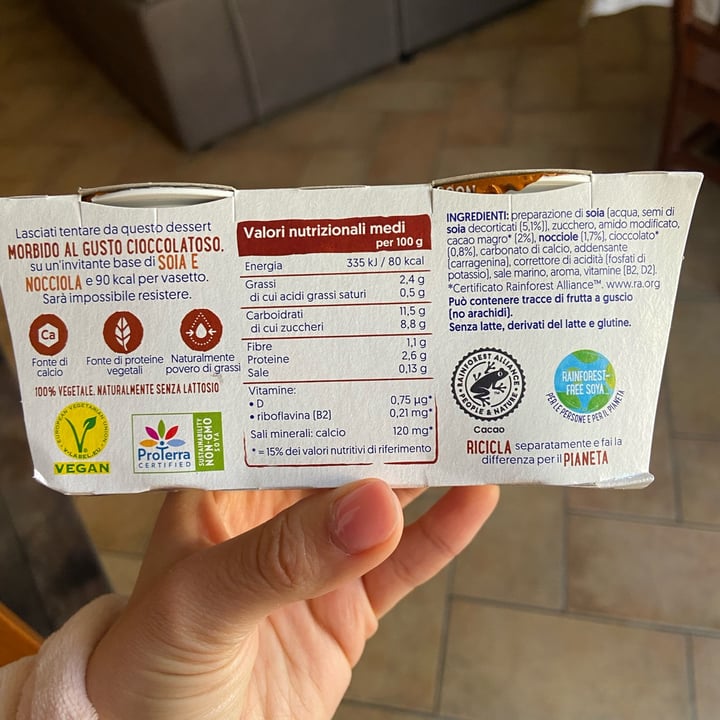 Lasciati tentare da questo dessert
MORBIDO AL GUSTO CIOCCOLATOSO,
su un'invitante base di SOIA E
NOCCIOLA e 90 kcal per vasetto.
Sarà impossibile resistere.
Ca
Fonte di
calcio
Fonte di proteine
vegetali
Naturalmente
povero di grassi
100% VEGETALE, NATURALMENTE SENZA LATTOSIO
EUROPEAN VEGETARIAN UNION
V-LABEL.EU
VEGAN
ProTerra
CERTIFIED
SUSTAINABILITY
NON-GMO
SOYA
Valori nutrizionali medi
per 100 g
Energia 335 kJ / 80 kcal
Grassi 2,4 g
di cui acidi grassi saturi 0,5 g
Carboidrati 11,5 g
di cui zuccheri 8,8 g
Fibre 1,1 g
Proteine 2,6 g
Sale 0,13 g
Vitamine:
• D 0,75 µg*
• riboflavina (B2) 0,21 mg*
Sali minerali: calcio 120 mg*
* = 15% dei valori nutritivi di riferimento
INGREDIENTI: preparazione di soia (acqua, semi di
soia decorticati (5,1%)), zucchero, amido modificato,
cacao magro* (2%), nocciole (1,7%), cioccolato*
(0,8%), carbonato di calcio, addensante
(carragenina), correttore di acidità (fosfati di
potassio), sale marino, aroma, vitamine (B2, D2).
*Certificato Rainforest Alliance™. www.ra.org
Può contenere tracce di frutta a guscio
(no arachidi).
Senza latte, derivati del latte e glutine.
RAINFOREST ALLIANCE
PEOPLE & NATURE
Cacao
RAINFOREST-
FREE SOYA
PER LE PERSONE E PER IL PIANETA
RICICLA separatamente e fai la
differenza per il PIANETA